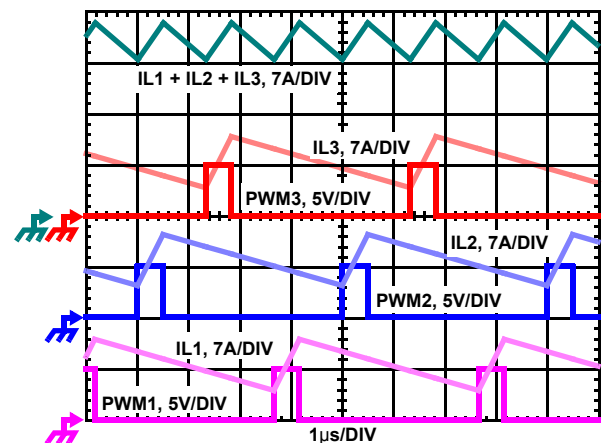 IL1 + IL2 + IL3, 7A/DIV
IL3, 7A/DIV
PWM3, 5V/DIV
IL2, 7A/DIV
PWM2, 5V/DIV
IL1, 7A/DIV
PWM1, 5V/DIV
1µs/DIV